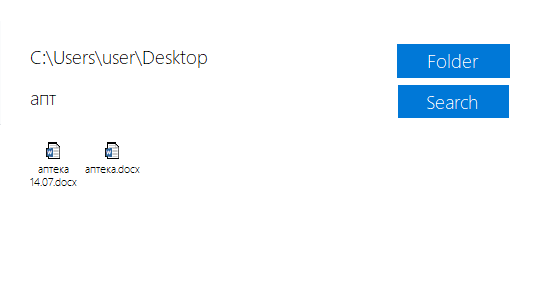 C:\Users\user\Desktop
Folder
апт
Search
аптека
14.07.docx
аптека.docx